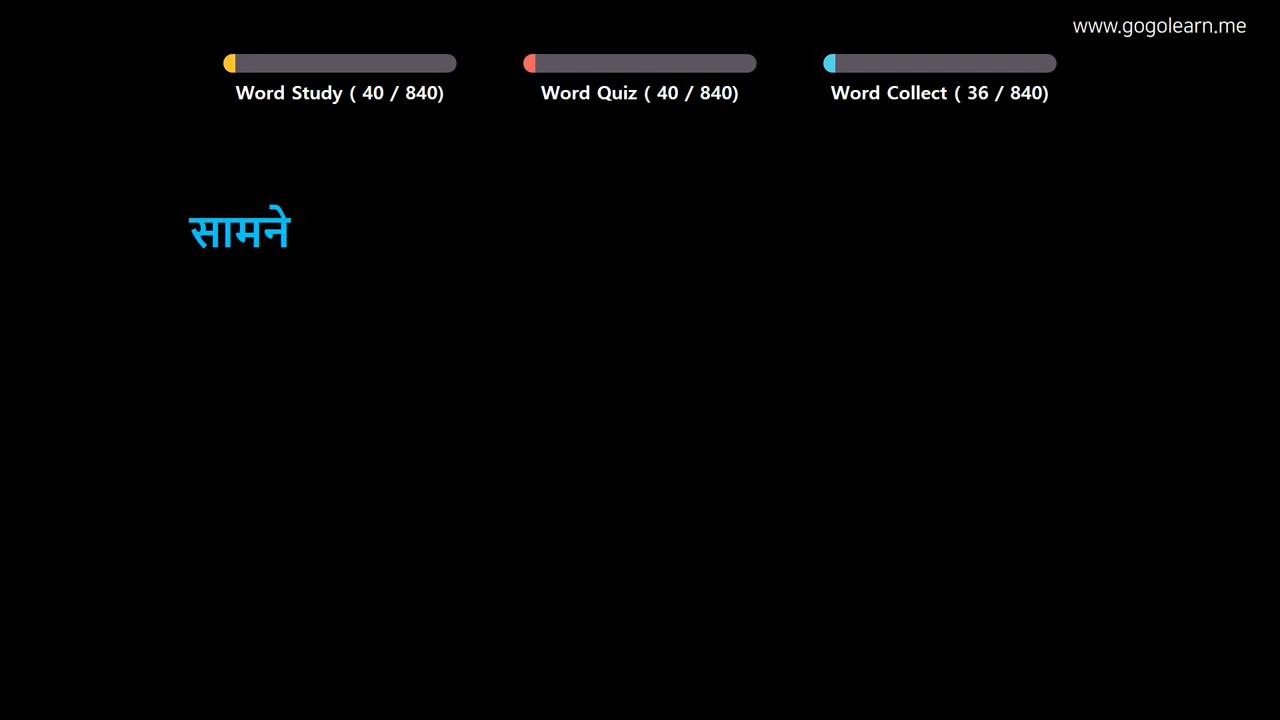 www.gogolearn.me
Word Study ( 40 / 840)
Word Quiz ( 40 / 840)
Word Collect ( 36 / 840)
सामने